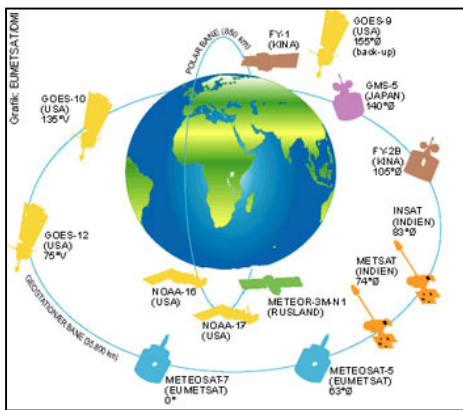 Grafik: EUMETSAT/DMI
POLAR BANE (850 km)
FY-1
(KINA)
GOES-9
(USA)
155°Ø
(back-up)
GOES-10
(USA)
135°V
GMS-5
(JAPAN)
140°Ø
FY-2B
(KINA)
105°Ø
GOES-12
(USA)
75°V
INSAT
(INDIEN)
83°Ø
METSAT
(INDIEN)
74°Ø
GEOSTATIONÆR BANE (35.800 km)
NOAA-16
(USA)
METEOR-3M-N1
(RUSLAND)
NOAA-17
(USA)
METEOSAT-7
(EUMETSAT)
0°
METEOSAT-5
(EUMETSAT)
63°Ø